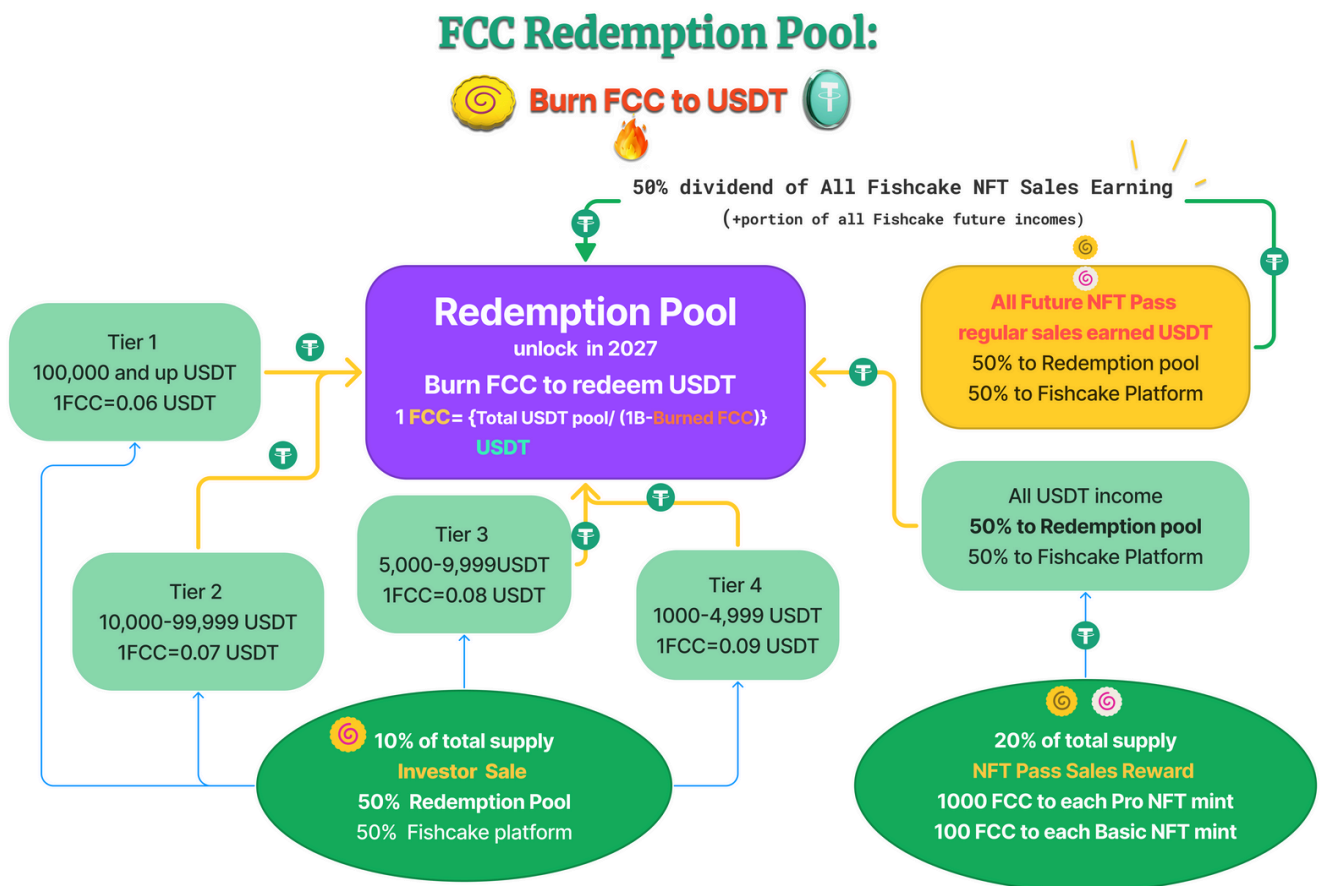 FCC Redemption Pool:
Burn FCC to USDT
50% dividend of All Fishcake NFT Sales Earning
(+portion of all Fishcake future incomes)
Redemption Pool
unlock in 2027
Burn FCC to redeem USDT
1 FCC= {Total USDT pool/ (1B-Burned FCC)}
USDT
All Future NFT Pass
regular sales earned USDT
50% to Redemption pool
50% to Fishcake Platform
Tier 1
100,000 and up USDT
1FCC=0.06 USDT
Tier 2
10,000-99,999 USDT
1FCC=0.07 USDT
Tier 3
5,000-9,999USDT
1FCC=0.08 USDT
Tier 4
1000-4,999 USDT
1FCC=0.09 USDT
All USDT income
50% to Redemption pool
50% to Fishcake Platform
10% of total supply
Investor Sale
50% Redemption Pool
50% Fishcake platform
20% of total supply
NFT Pass Sales Reward
1000 FCC to each Pro NFT mint
100 FCC to each Basic NFT mint